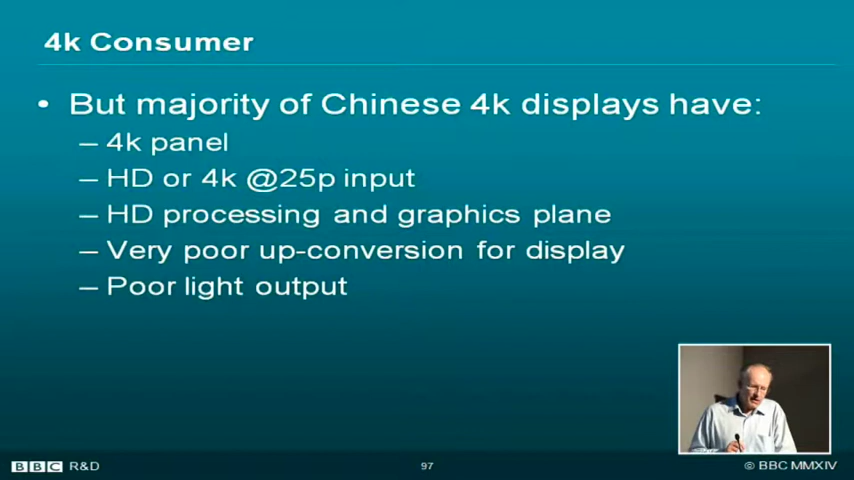 4k Consumer
• But majority of Chinese 4k displays have:
– 4k panel
– HD or 4k @25p input
– HD processing and graphics plane
– Very poor up-conversion for display
– Poor light output
BBC R&D
97
© BBC MMXIV